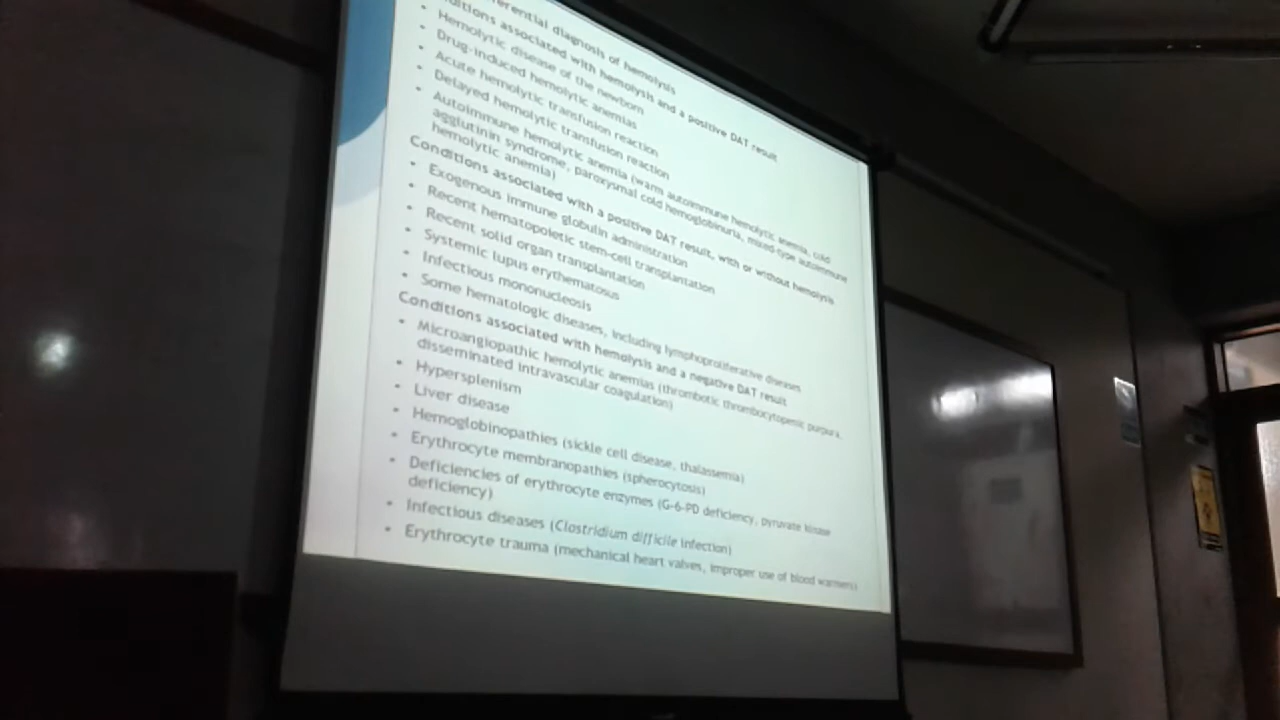 erential diagnosis of hemolysis
ditions associated with hemolysis and a positive DAT result
• Hemolytic disease of the newborn
• Drug-induced hemolytic anemias
• Acute hemolytic transfusion reaction
• Delayed hemolytic transfusion reaction
• Autoimmune hemolytic anemia (warm autoimmune hemolytic anemia, cold
agglutinin syndrome, paroxysmal cold hemoglobinuria, mixed-type autoimmune
hemolytic anemia)
Conditions associated with a positive DAT result, with or without hemolysis
• Exogenous immune globulin administration
• Recent hematopoietic stem-cell transplantation
• Recent solid organ transplantation
• Systemic lupus erythematosus
• Infectious mononucleosis
• Some hematologic diseases, including lymphoproliferative diseases
Conditions associated with hemolysis and a negative DAT result
• Microangiopathic hemolytic anemias (thrombotic thrombocytopenic purpura,
disseminated intravascular coagulation)
• Hypersplenism
• Liver disease
• Hemoglobinopathies (sickle cell disease, thalassemia)
• Erythrocyte membranopathies (spherocytosis)
• Deficiencies of erythrocyte enzymes (G-6-PD deficiency, pyruvate kinase
deficiency)
• Infectious diseases (Clostridium difficile infection)
• Erythrocyte trauma (mechanical heart valves, improper use of blood warmers)